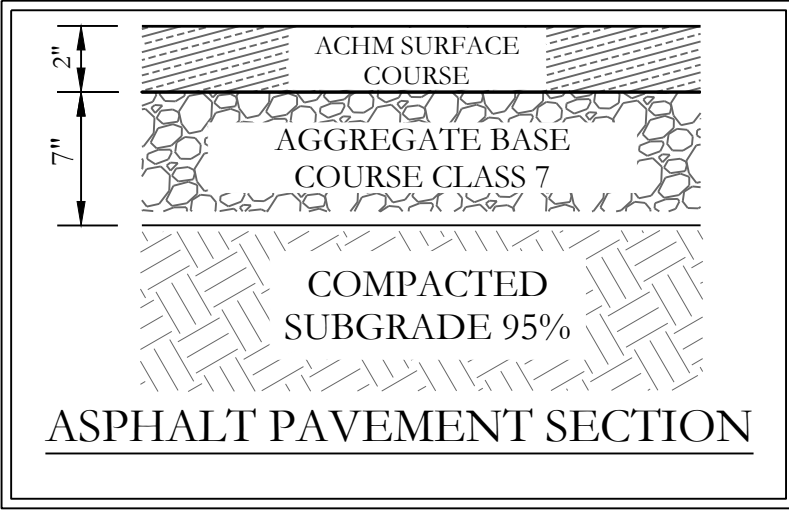 2"
ACHM SURFACE
COURSE
7"
AGGREGATE BASE
COURSE CLASS 7
COMPACTED
SUBGRADE 95%
ASPHALT PAVEMENT SECTION